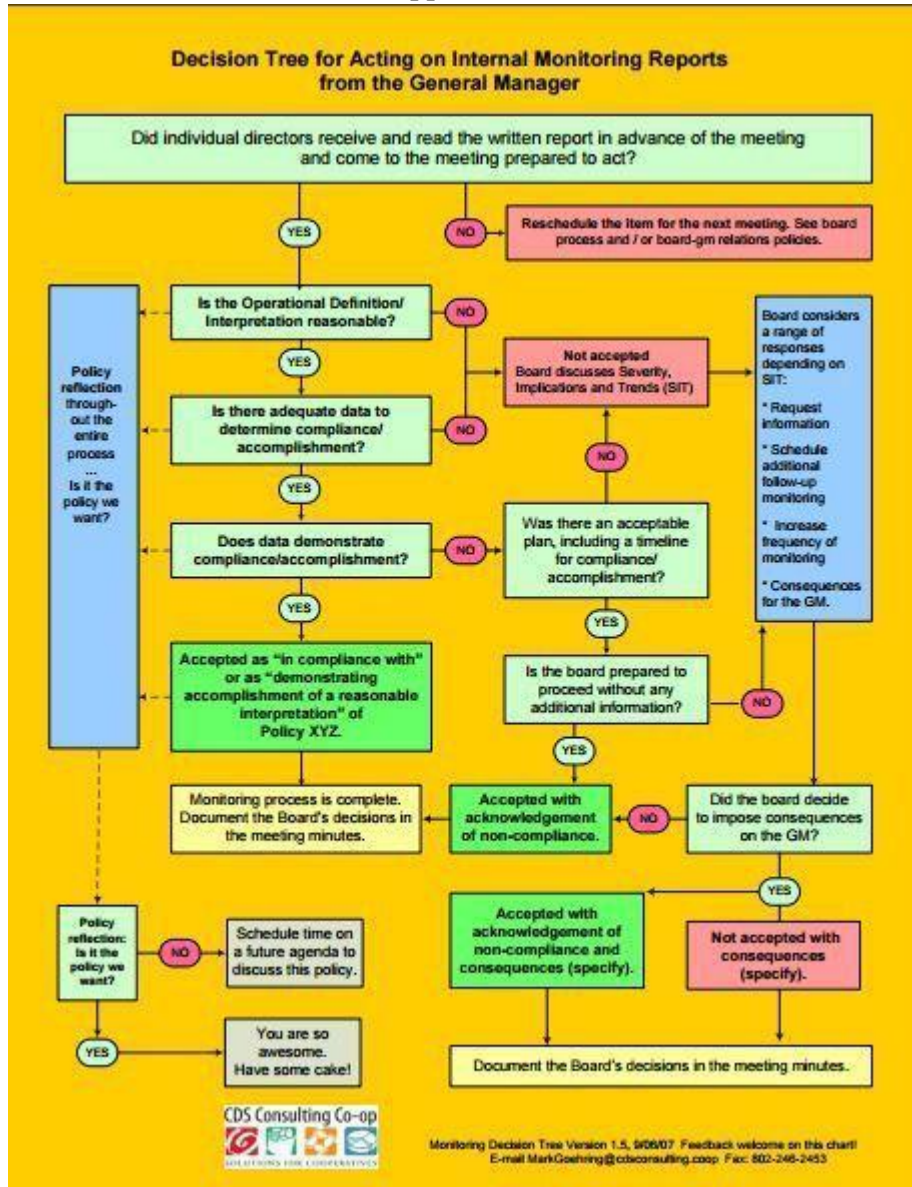 Decision Tree for Acting on Internal Monitoring Reports
from the General Manager
Did individual directors receive and read the written report in advance of the meeting
and come to the meeting prepared to act?
YES
NO
Reschedule the item for the next meeting. See board
process and / or board-gm relations policies.
Is the Operational Definition/
Interpretation reasonable?
NO
YES
Policy
reflection
through-
out the
entire
process
...
Is it the
policy we
want?
Not accepted
Board discusses Severity,
Implications and Trends (SIT)
Board considers
a range of
responses
depending on
SIT:
* Request
information
* Schedule
additional
follow-up
monitoring
* Increase
frequency of
monitoring
* Consequences
for the GM.
Is there adequate data to
determine compliance/
accomplishment?
NO
NO
YES
Does data demonstrate
compliance/accomplishment?
NO
Was there an acceptable
plan, including a timeline
for compliance/
accomplishment?
YES
YES
Accepted as "in compliance with"
or as "demonstrating
accomplishment of a reasonable
interpretation" of
Policy XYZ.
Is the board prepared to
proceed without any
additional information?
NO
YES
Monitoring process is complete.
Document the Board's decisions in
the meeting minutes.
Accepted with
acknowledgement
of non-compliance.
NO
Did the board decide
to impose consequences
on the GM?
YES
Policy
reflection:
Is it the
policy we
want?
NO
Schedule time on
a future agenda to
discuss this policy.
Accepted with
acknowledgement of
non-compliance and
consequences (specify).
Not accepted with
consequences
(specify).
YES
You are so
awesome.
Have some cake!
Document the Board's decisions in the meeting minutes.
CDS Consulting Co-op
SOLUTIONS FOR COOPERATIVES
Monitoring Decision Tree Version 1.5, 9/06/07 Feedback welcome on this chart!
E-mail MarkGoehring@cdsconsulting.coop Fax: 802-246-2453